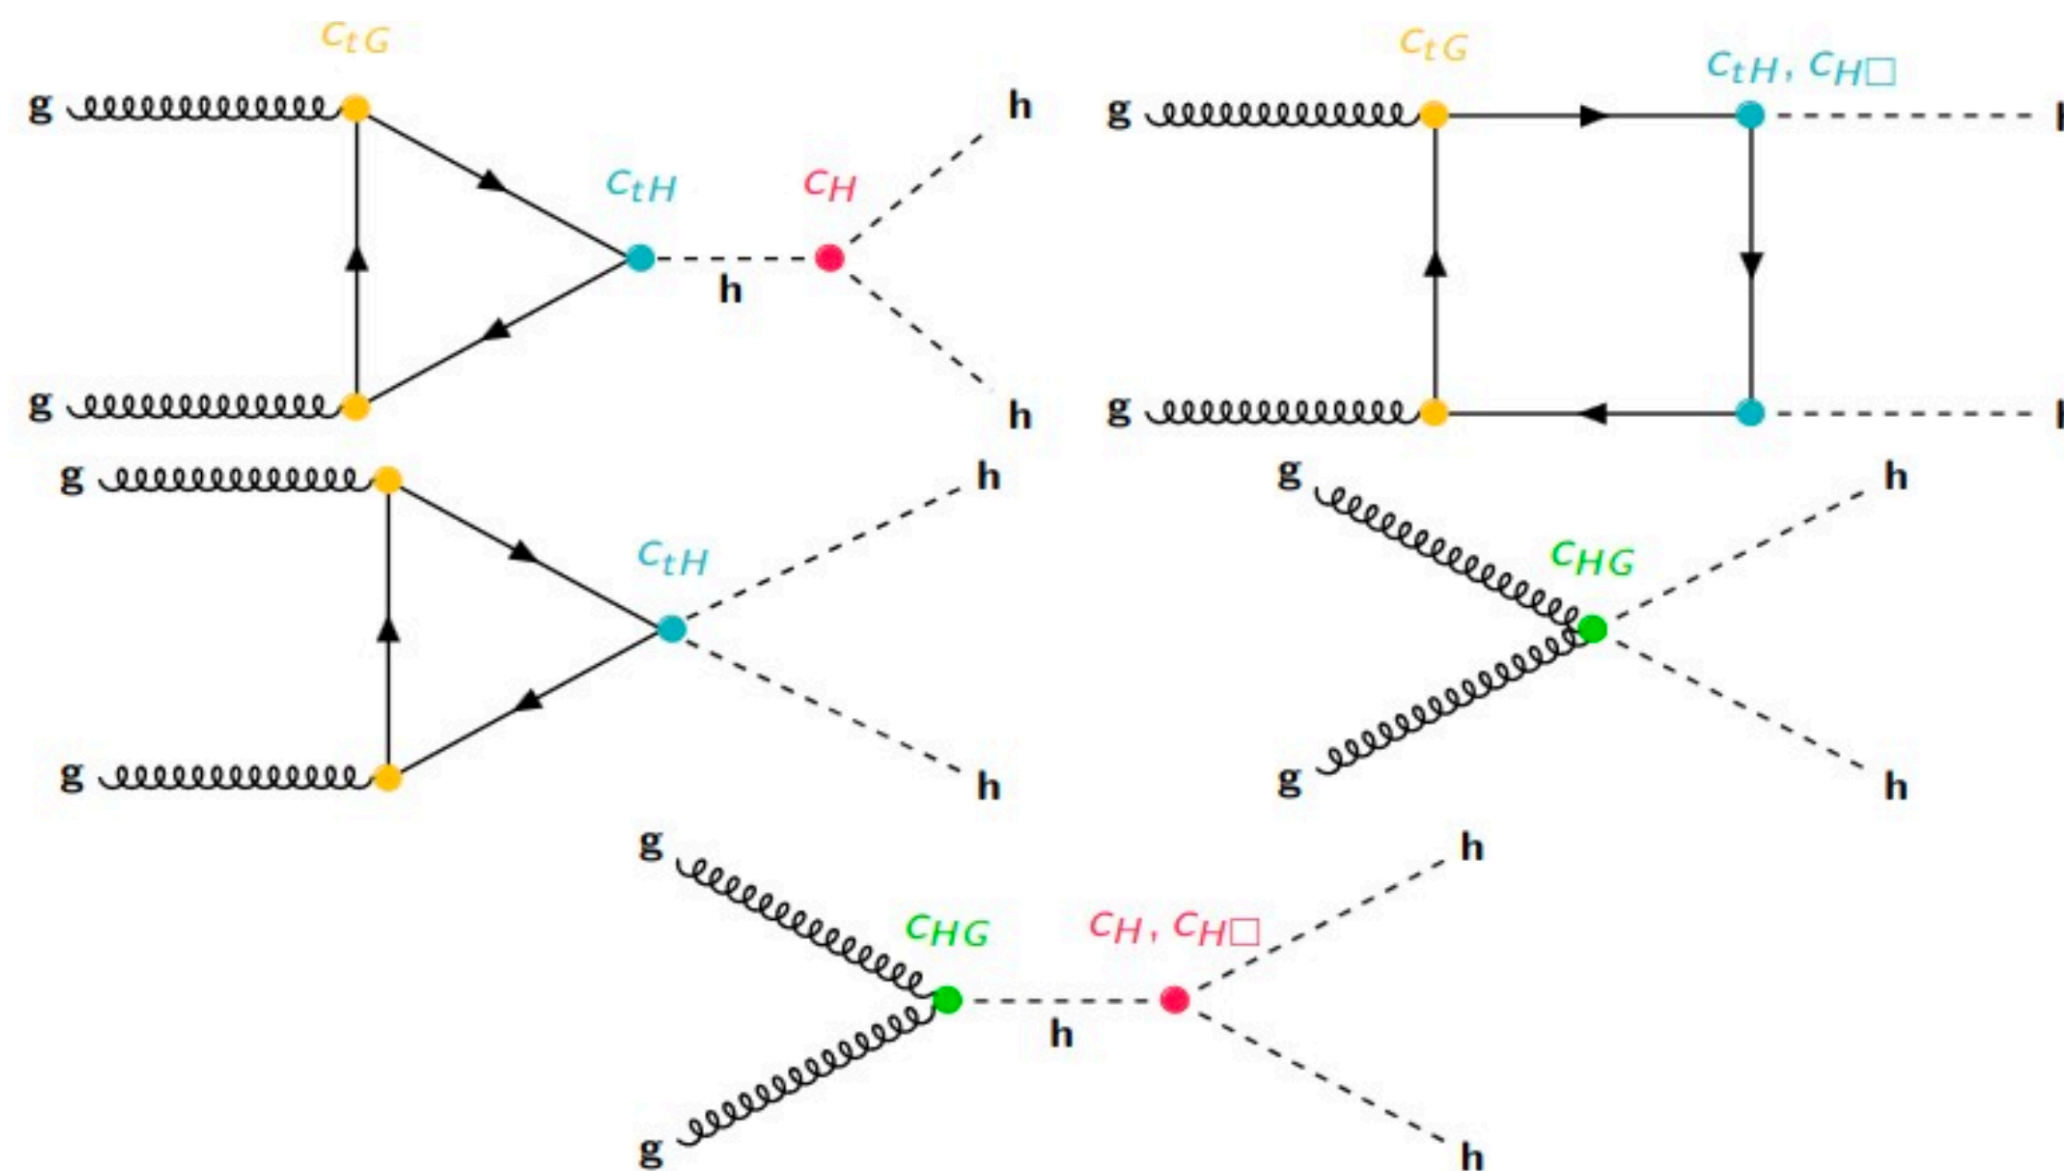 c_{tG}
g
c_{tH}
c_H
h
h
g
h
c_{tG}
c_{tH}, c_{H□}
g
g
g
c_{tH}
h
g
h
g
c_{HG}
h
g
h
g
c_{HG}
c_H, c_{H□}
h
h
g
h